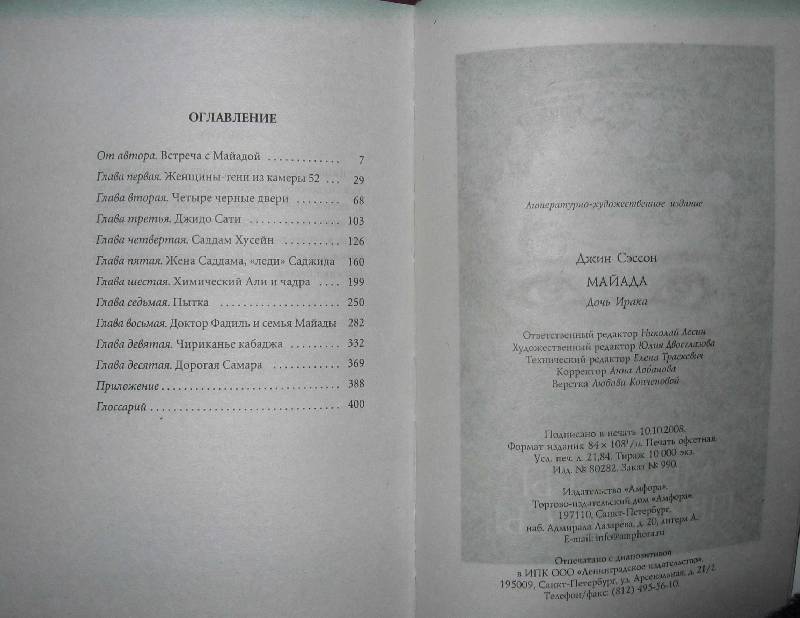 ОГЛАВЛЕНИЕ
От автора. Встреча с Майадой . . . . . . . . . . . . 7
Глава первая. Женщины-тени из камеры 52 . . . 29
Глава вторая. Четыре черные двери . . . . . . . . 68
Глава третья. Джидо Сати . . . . . . . . . . . . . . 103
Глава четвертая. Саддам Хусейн . . . . . . . . . . 126
Глава пятая. Жена Саддама, «леди» Саджида 160
Глава шестая. Химический Али и чадра . . . . 199
Глава седьмая. Пытка . . . . . . . . . . . . . . . . . . 250
Глава восьмая. Доктор Фадиль и семья Майады 282
Глава девятая. Чириканье кабаджа . . . . . . . . 332
Глава десятая. Дорогая Самара . . . . . . . . . . . 369
Приложение . . . . . . . . . . . . . . . . . . . . . . . . . 388
Глоссарий . . . . . . . . . . . . . . . . . . . . . . . . . . . 400
Литературно-художественное издание
Джин Сэссон
МАЙАДА
Дочь Ирака
Ответственный редактор Николай Лесин
Художественный редактор Юлия Двоеглазова
Технический редактор Елена Траскевич
Корректор Анна Лобанова
Верстка Любови Копченовой
Подписано в печать 10.10.2008.
Формат издания 84 × 108¹/₃₂. Печать офсетная.
Усл. печ. л. 21,84. Тираж 10 000 экз.
Изд. № 80282. Заказ № 990.
Издательство «Амфора».
Торгово-издательский дом «Амфора».
197110, Санкт-Петербург,
наб. Адмирала Лазарева, д. 20, литера А.
E-mail: info@amphora.ru
Отпечатано с диапозитивов
в ИПК ООО «Ленинградское издательство».
195009, Санкт-Петербург, ул. Арсенальная, д. 21/1.
Телефон/факс: (812) 495-56-10.